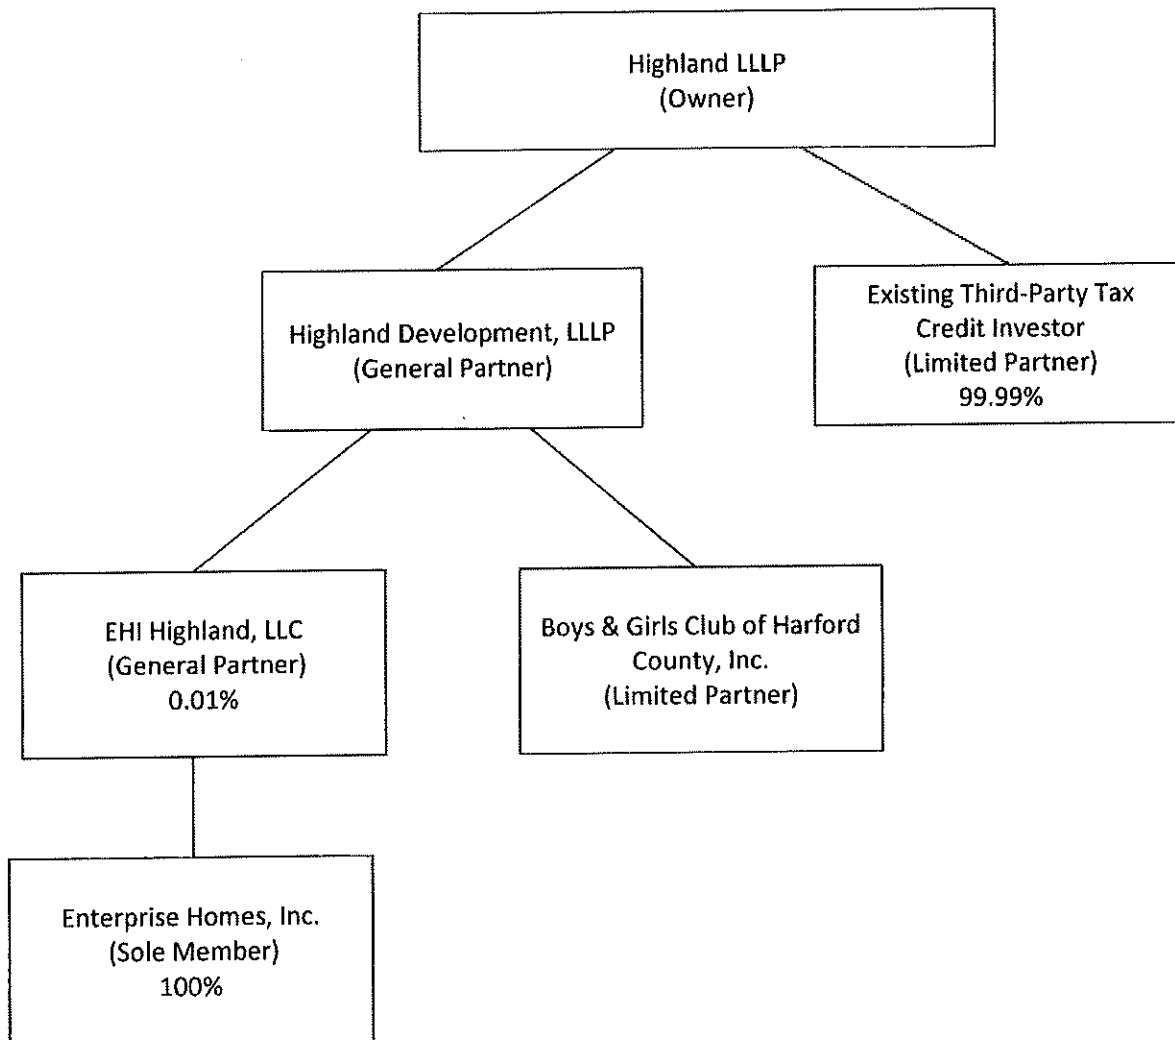 Highland LLLP
(Owner)
Highland Development, LLLP
(General Partner)
Existing Third-Party Tax
Credit Investor
(Limited Partner)
99.99%
EHI Highland, LLC
(General Partner)
0.01%
Boys & Girls Club of Harford
County, Inc.
(Limited Partner)
Enterprise Homes, Inc.
(Sole Member)
100%